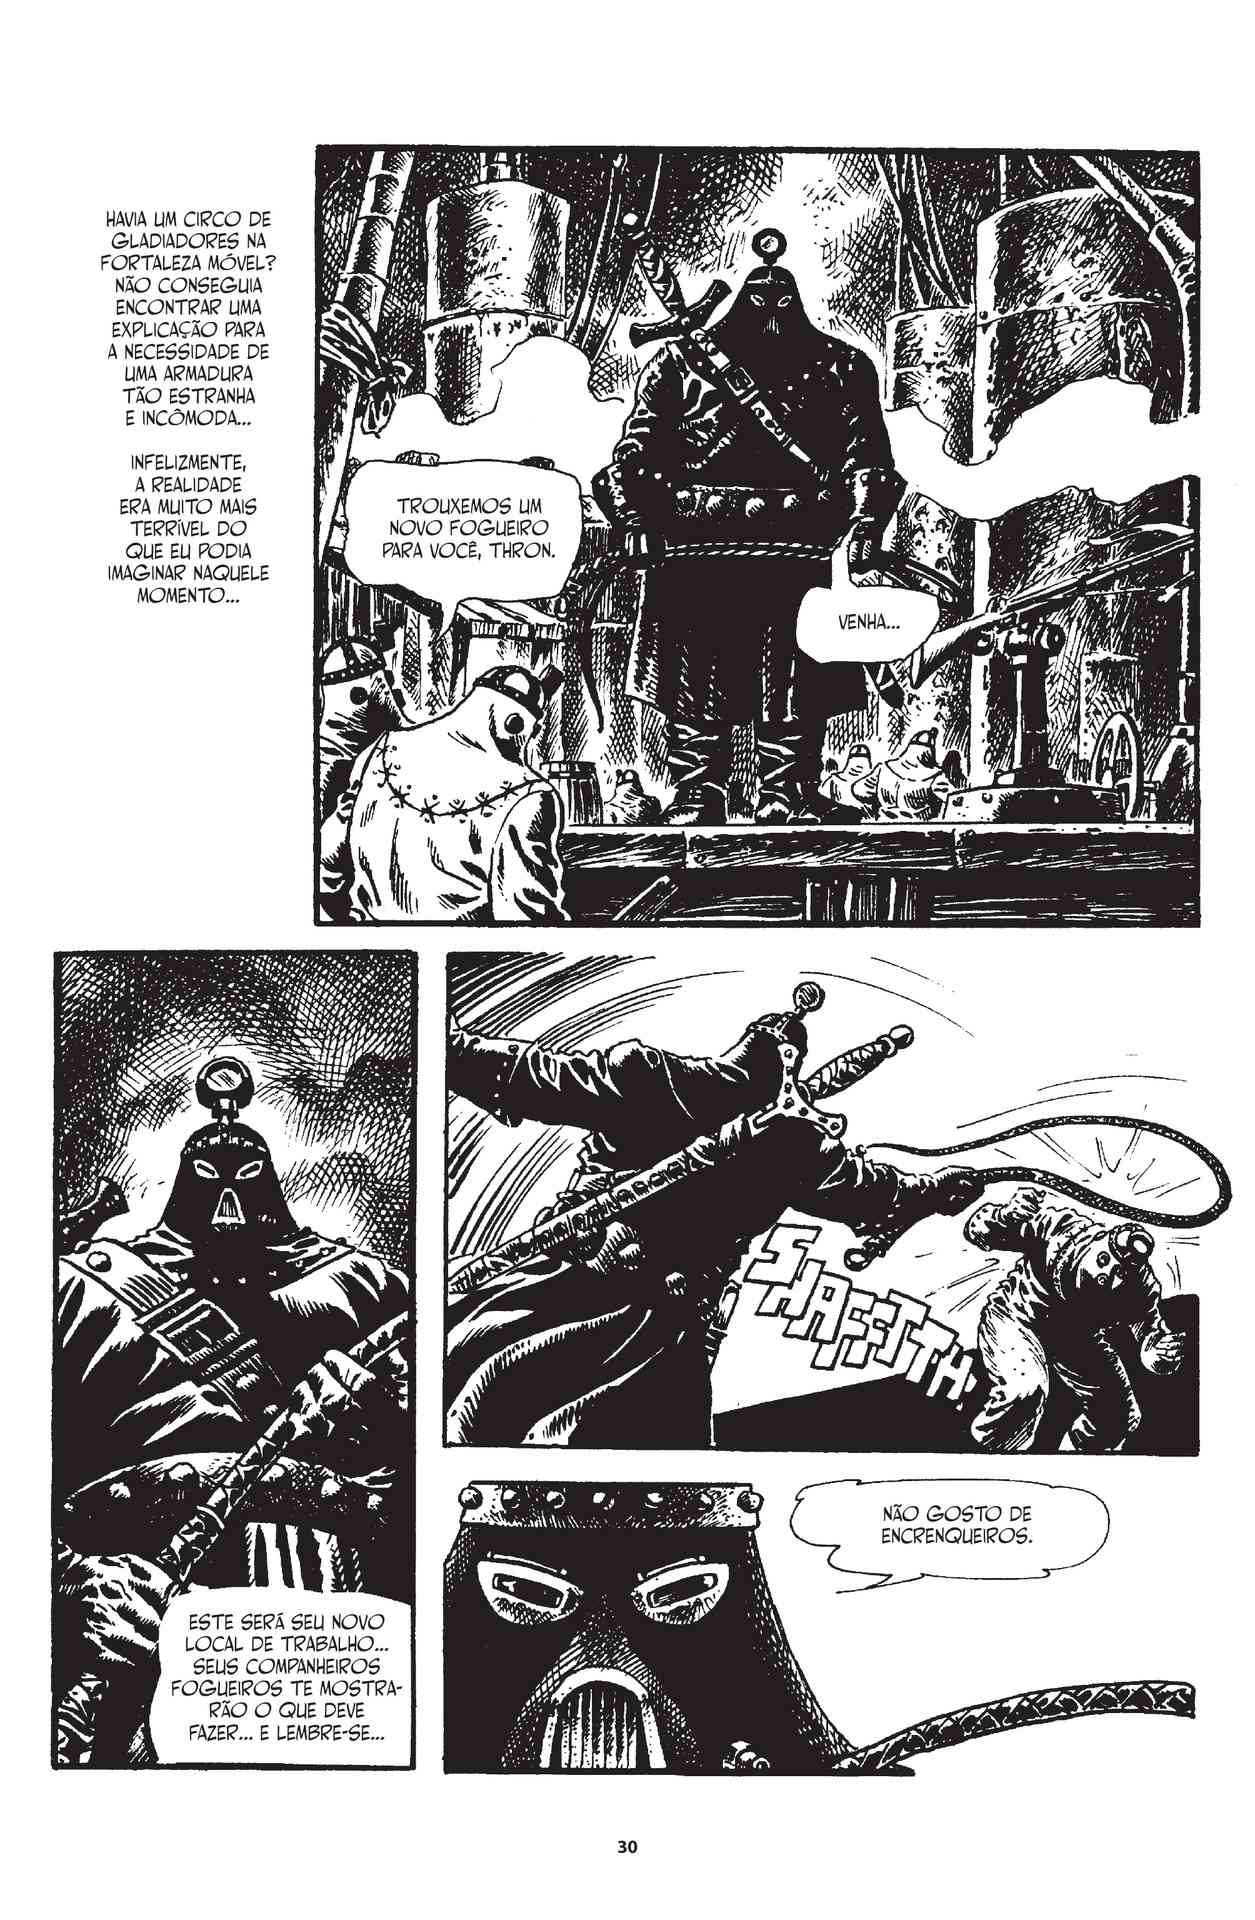 HAVIA UM CIRCO DE
GLADIADORES NA
FORTALEZA MÓVEL?
NÃO CONSEGUIA
ENCONTRAR UMA
EXPLICAÇÃO PARA
A NECESSIDADE DE
UMA ARMADURA
TÃO ESTRANHA
E INCÔMODA...
INFELIZMENTE,
A REALIDADE
ERA MUITO MAIS
TERRÍVEL DO
QUE EU PODIA
IMAGINAR NAQUELE
MOMENTO...
TROUXEMOS UM
NOVO FOGUEIRO
PARA VOCÊ, THRON.
VENHA...
ESTE SERÁ SEU NOVO
LOCAL DE TRABALHO...
SEUS COMPANHEIROS
FOGUEIROS TE MOSTRA-
RÃO O QUE DEVE
FAZER... E LEMBRE-SE...
NÃO GOSTO DE
ENCRENQUEIROS.
30